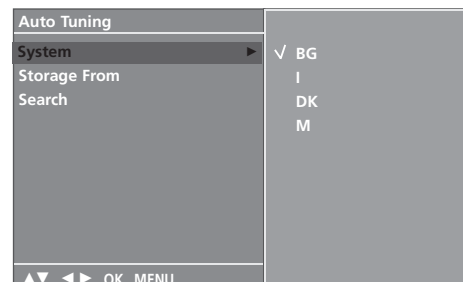 Auto Tuning
System ►
Storage From
Search
√ BG
I
DK
M
▲▼ ◄► OK MENU